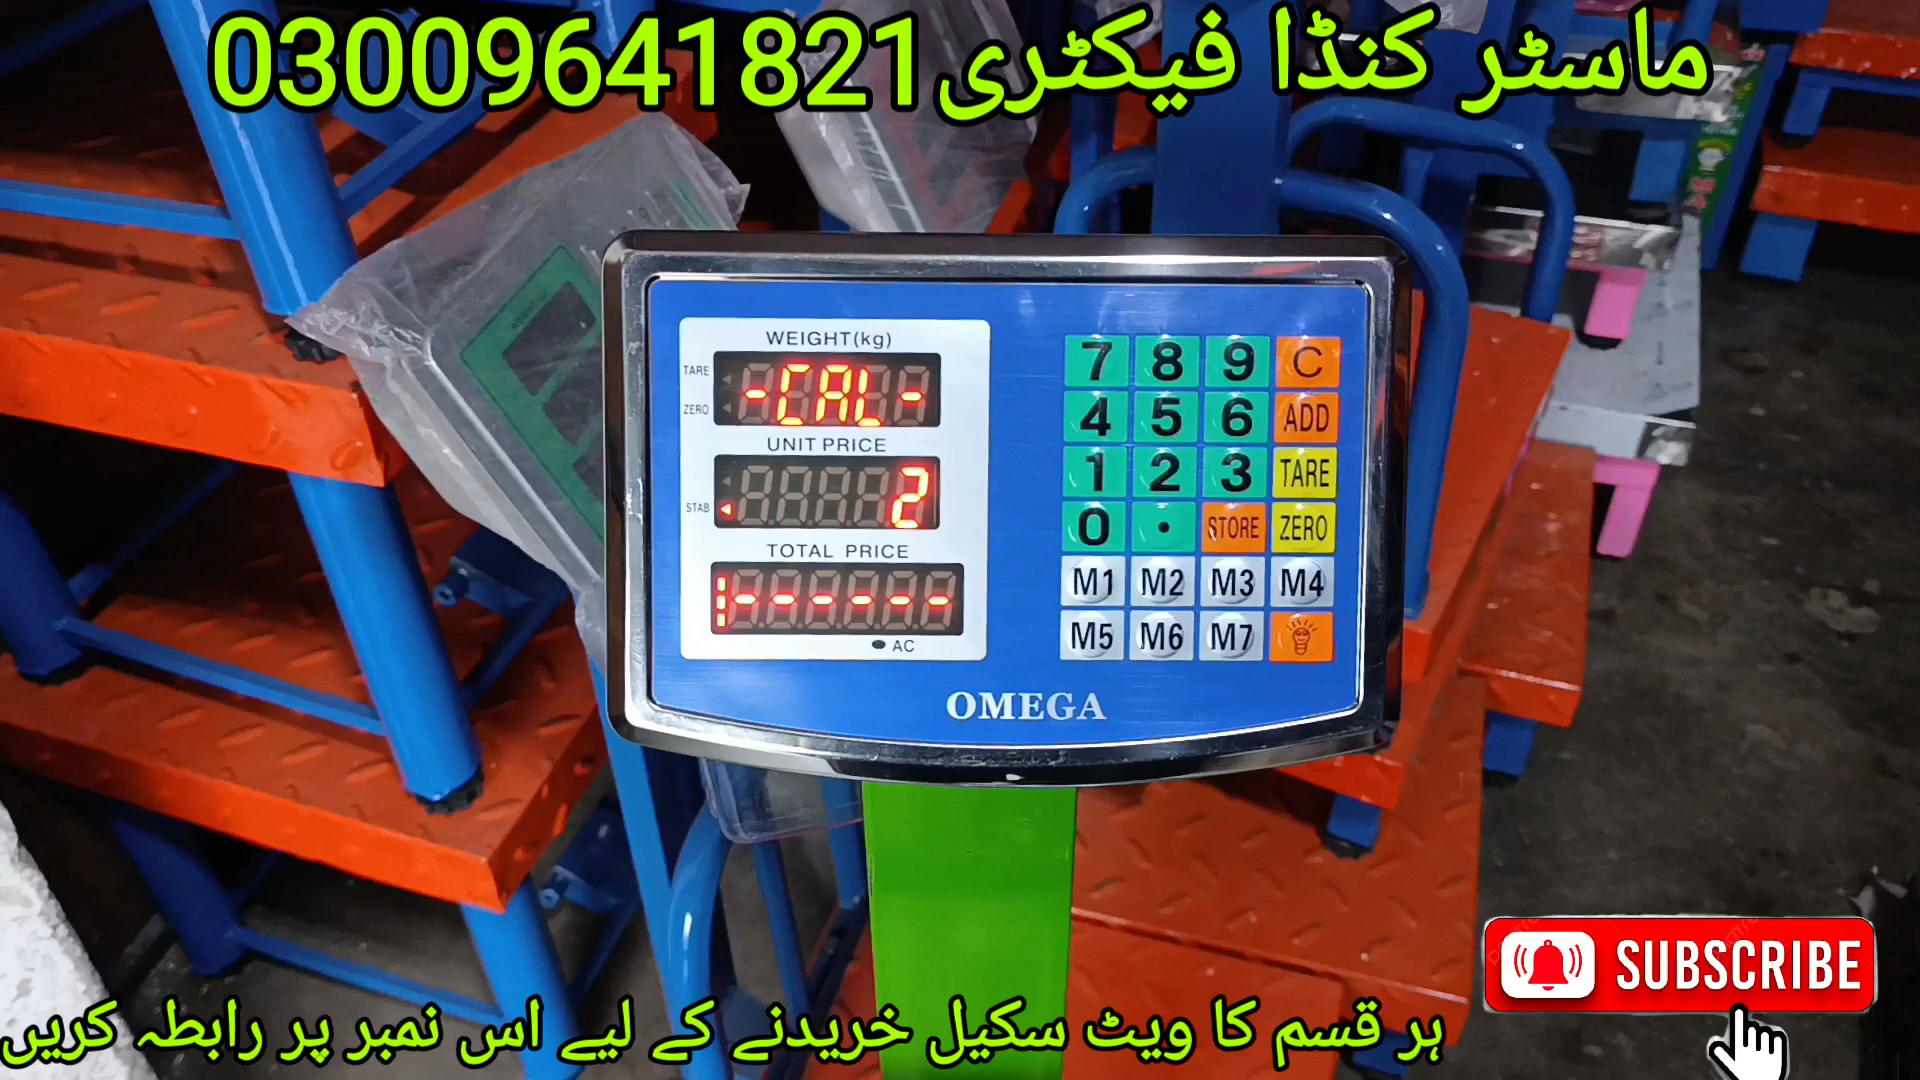 ماسٹر کنڈا فیکٹری03009641821
WEIGHT(kg)
TARE
-CAL-
ZERO
UNIT PRICE
STAB
2
TOTAL PRICE
------
AC
7 8 9 C
4 5 6 ADD
1 2 3 TARE
0 . STORE ZERO
M1 M2 M3 M4
M5 M6 M7
OMEGA
SUBSCRIBE
ہر قسم کا ویٹ سکیل خریدنے کے لیے اس نمبر پر رابطہ کریں